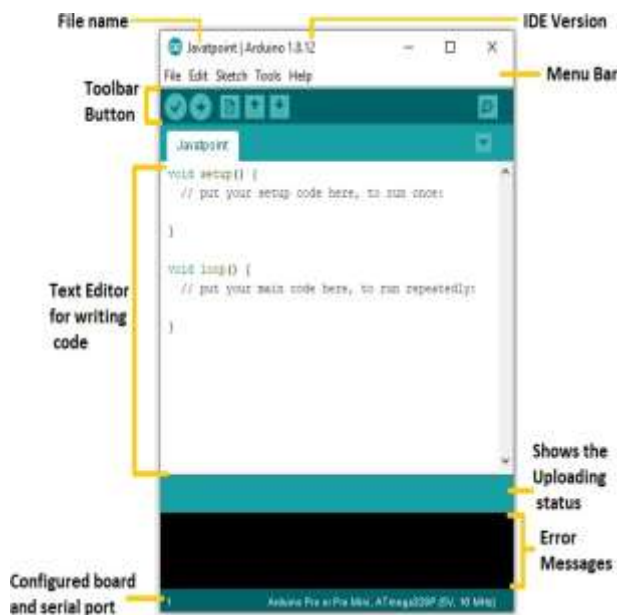 File name
IDE Version
Javatpoint | Arduino 1.8.12
File Edit Sketch Tools Help
Menu Bar
Toolbar
Button
Javatpoint
void setup() {
// put your setup code here, to run once:
}
void loop() {
// put your main code here, to run repeatedly:
}
Text Editor
for writing
code
Shows the
Uploading
status
Error
Messages
Configured board
and serial port
1
Arduino Pro or Pro Mini, ATmega328P (5V, 16 MHz)